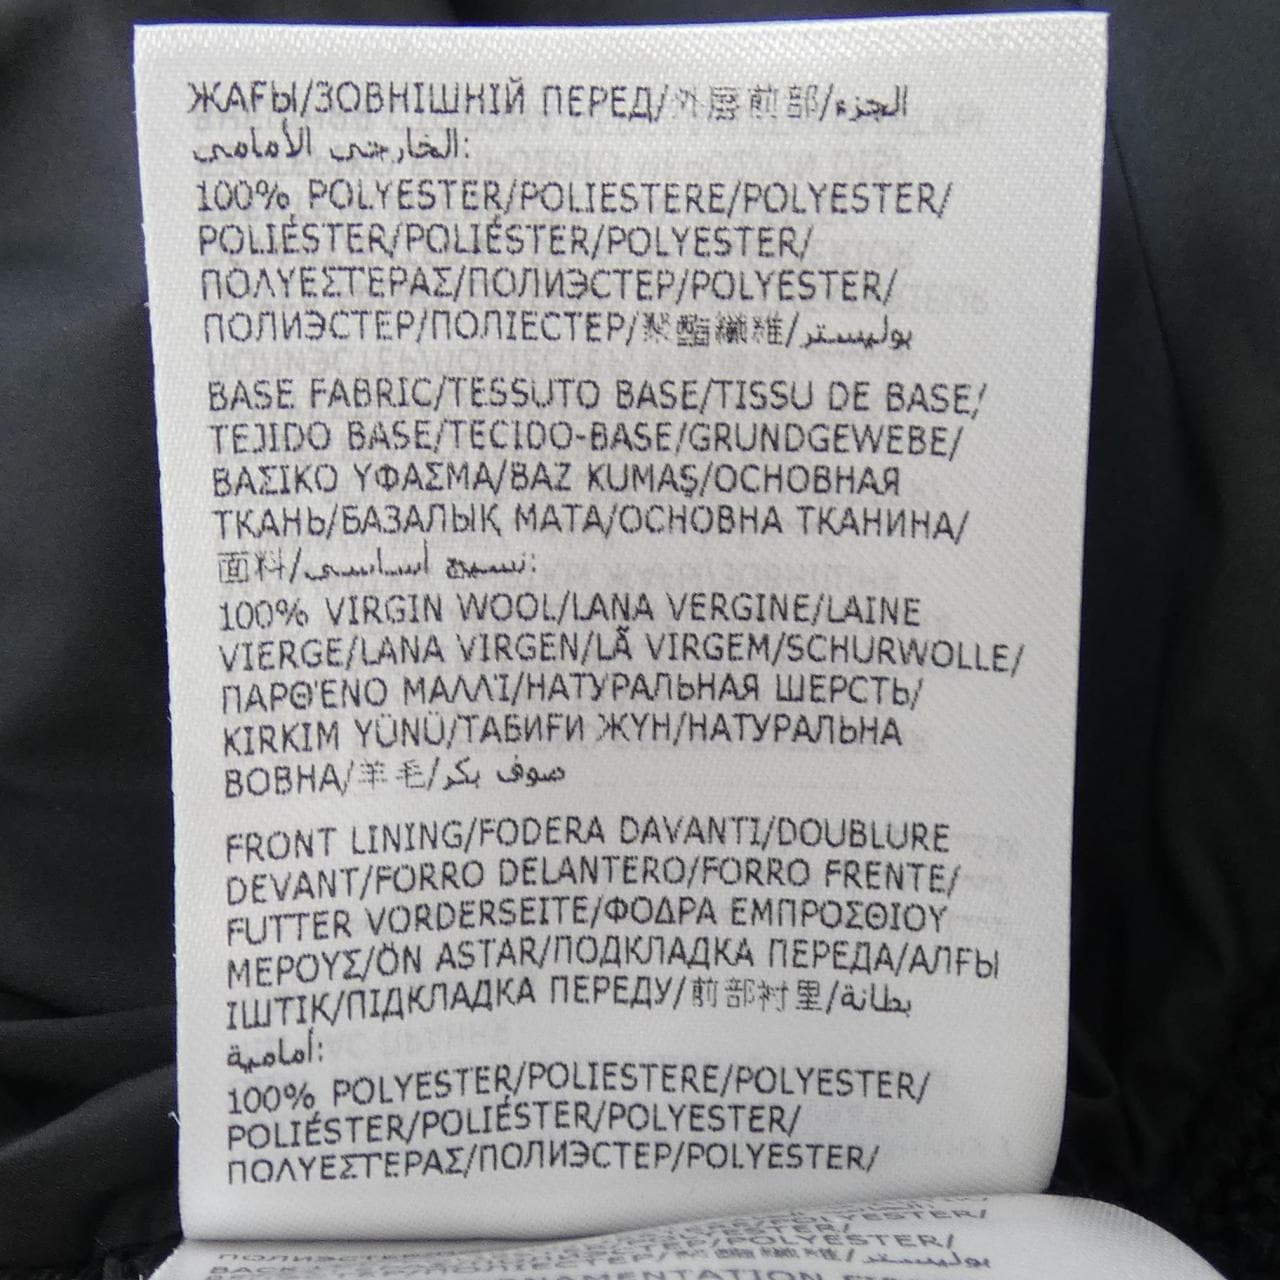 ЖАҒЫ/ЗОВНІШНІЙ ПЕРЕД/外层前部/الجزء
الخارجي الأمامي:
100% POLYESTER/POLIESTERE/POLYESTER/
POLIÉSTER/POLIÉSTER/POLYESTER/
ΠΟΛΥΕΣΤΕΡΑΣ/ПОЛИЭСТЕР/POLYESTER/
ПОЛИЭСТЕР/ПОЛІЕСТЕР/聚酯纖維/بوليستر
BASE FABRIC/TESSUTO BASE/TISSU DE BASE/
TEJIDO BASE/TECIDO-BASE/GRUNDGEWEBE/
ΒΑΣΙΚΟ ΥΦΑΣΜΑ/BAZ KUMAŞ/ОСНОВНАЯ
ТКАНЬ/БАЗАЛЫҚ МАТА/ОСНОВНА ТКАНИНА/
面料/نسيج أساسي:
100% VIRGIN WOOL/LANA VERGINE/LAINE
VIERGE/LANA VIRGEN/LÃ VIRGEM/SCHURWOLLE/
ΠΑΡΘΈΝΟ ΜΑΛΛΊ/НАТУРАЛЬНАЯ ШЕРСТЬ/
KIRKIM YÜNÜ/ТАБИҒИ ЖҮН/НАТУРАЛЬНА
ВОВНА/羊毛/صوف بكر
FRONT LINING/FODERA DAVANTI/DOUBLURE
DEVANT/FORRO DELANTERO/FORRO FRENTE/
FUTTER VORDERSEITE/ΦΟΔΡΑ ΕΜΠΡΟΣΘΙΟΥ
ΜΕΡΟΥΣ/ÖN ASTAR/ПОДКЛАДКА ПЕРЕДА/АЛҒЫ
ІШТІК/ПІДКЛАДКА ПЕРЕДУ/前部衬里/بطانة
أمامية:
100% POLYESTER/POLIESTERE/POLYESTER/
POLIÉSTER/POLIÉSTER/POLYESTER/
ΠΟΛΥΕΣΤΕΡΑΣ/ПОЛИЭСТЕР/POLYESTER/